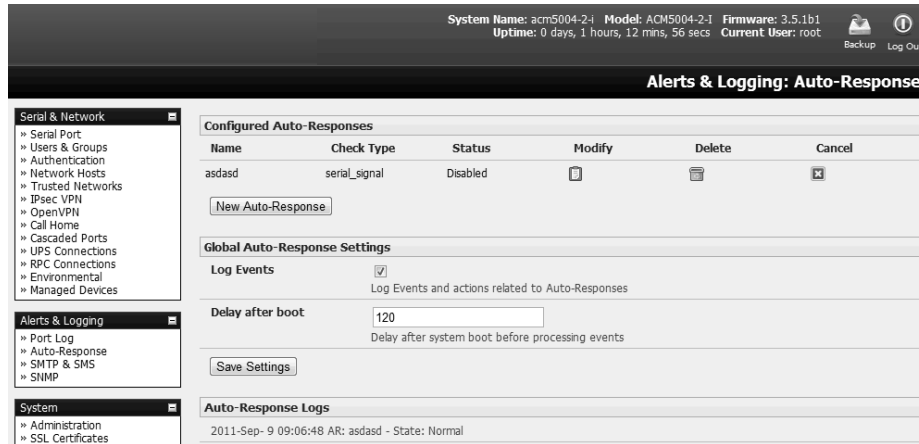 System Name: acm5004-2-i Model: ACM5004-2-I Firmware: 3.5.1b1
Uptime: 0 days, 1 hours, 12 mins, 56 secs Current User: root
Backup Log Ou
Alerts & Logging: Auto-Response
Serial & Network
» Serial Port
» Users & Groups
» Authentication
» Network Hosts
» Trusted Networks
» IPsec VPN
» OpenVPN
» Call Home
» Cascaded Ports
» UPS Connections
» RPC Connections
» Environmental
» Managed Devices
Alerts & Logging
» Port Log
» Auto-Response
» SMTP & SMS
» SNMP
System
» Administration
» SSL Certificates
Configured Auto-Responses
Name Check Type Status Modify Delete Cancel
asdasd serial_signal Disabled
New Auto-Response
Global Auto-Response Settings
Log Events
Log Events and actions related to Auto-Responses
Delay after boot 120
Delay after system boot before processing events
Save Settings
Auto-Response Logs
2011-Sep- 9 09:06:48 AR: asdasd - State: Normal